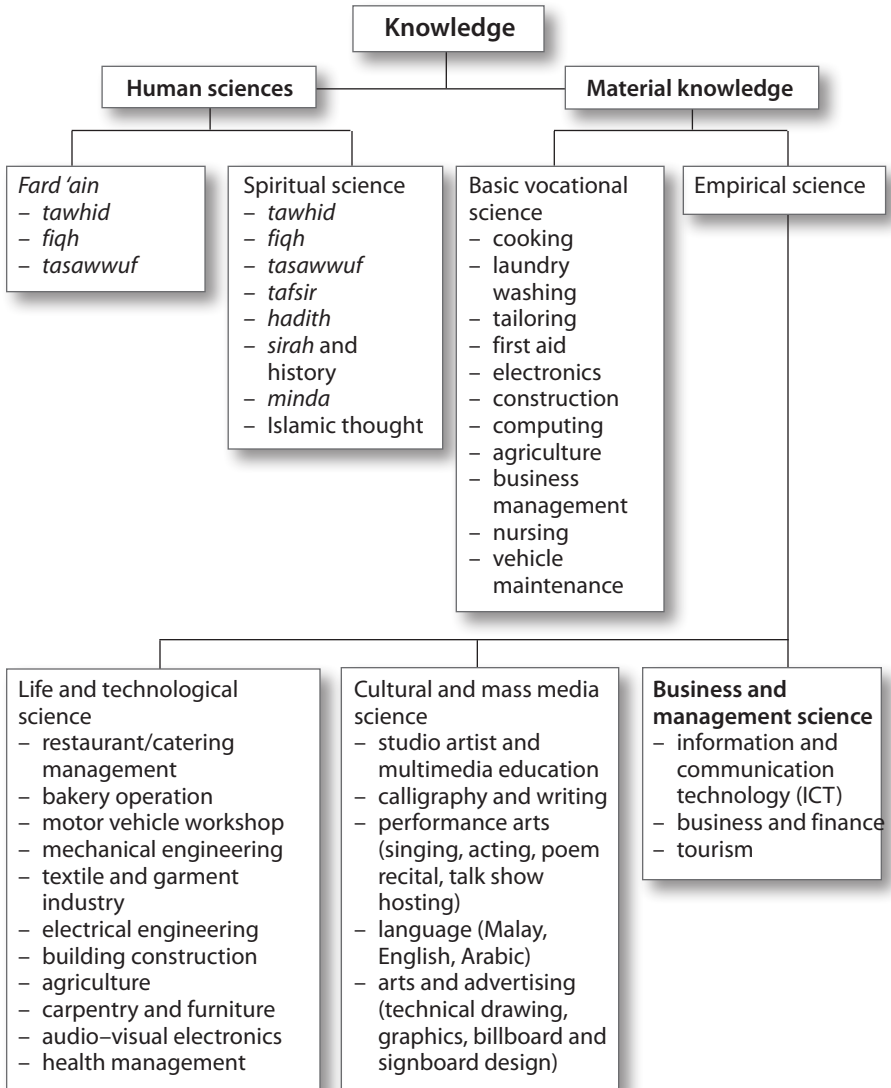 Knowledge
Human sciences
Material knowledge
Fard ‘ain
– tawhid
– fiqh
– tasawwuf
Spiritual science
– tawhid
– fiqh
– tasawwuf
– tafsir
– hadith
– sirah and
history
– minda
– Islamic thought
Basic vocational
science
– cooking
– laundry
washing
– tailoring
– first aid
– electronics
– construction
– computing
– agriculture
– business
management
– nursing
– vehicle
maintenance
Empirical science
Life and technological
science
– restaurant/catering
management
– bakery operation
– motor vehicle workshop
– mechanical engineering
– textile and garment
industry
– electrical engineering
– building construction
– agriculture
– carpentry and furniture
– audio–visual electronics
– health management
Cultural and mass media
science
– studio artist and
multimedia education
– calligraphy and writing
– performance arts
(singing, acting, poem
recital, talk show
hosting)
– language (Malay,
English, Arabic)
– arts and advertising
(technical drawing,
graphics, billboard and
signboard design)
Business and
management science
– information and
communication
technology (ICT)
– business and finance
– tourism